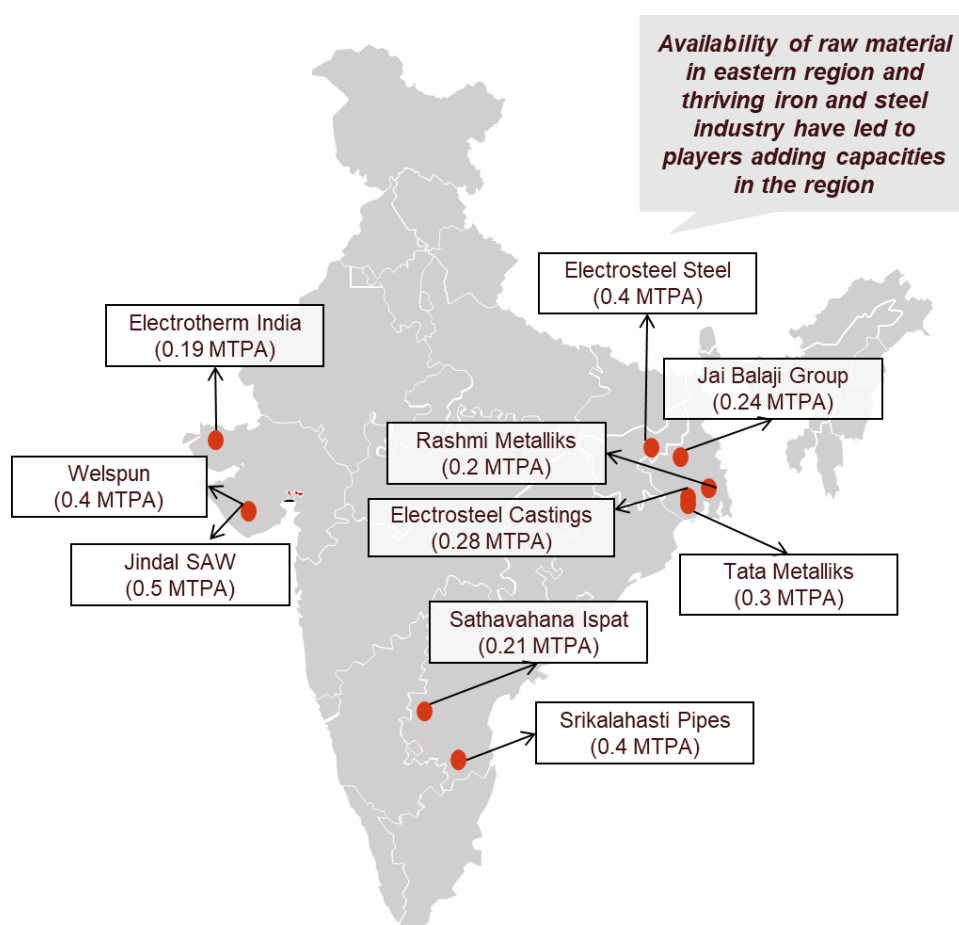 Availability of raw material
in eastern region and
thriving iron and steel
industry have led to
players adding capacities
in the region
Electrosteel Steel
(0.4 MTPA)
Electrotherm India
(0.19 MTPA)
Jai Balaji Group
(0.24 MTPA)
Rashmi Metalliks
(0.2 MTPA)
Welspun
(0.4 MTPA)
Electrosteel Castings
(0.28 MTPA)
Jindal SAW
(0.5 MTPA)
Tata Metalliks
(0.3 MTPA)
Sathavahana Ispat
(0.21 MTPA)
Srikalahasti Pipes
(0.4 MTPA)